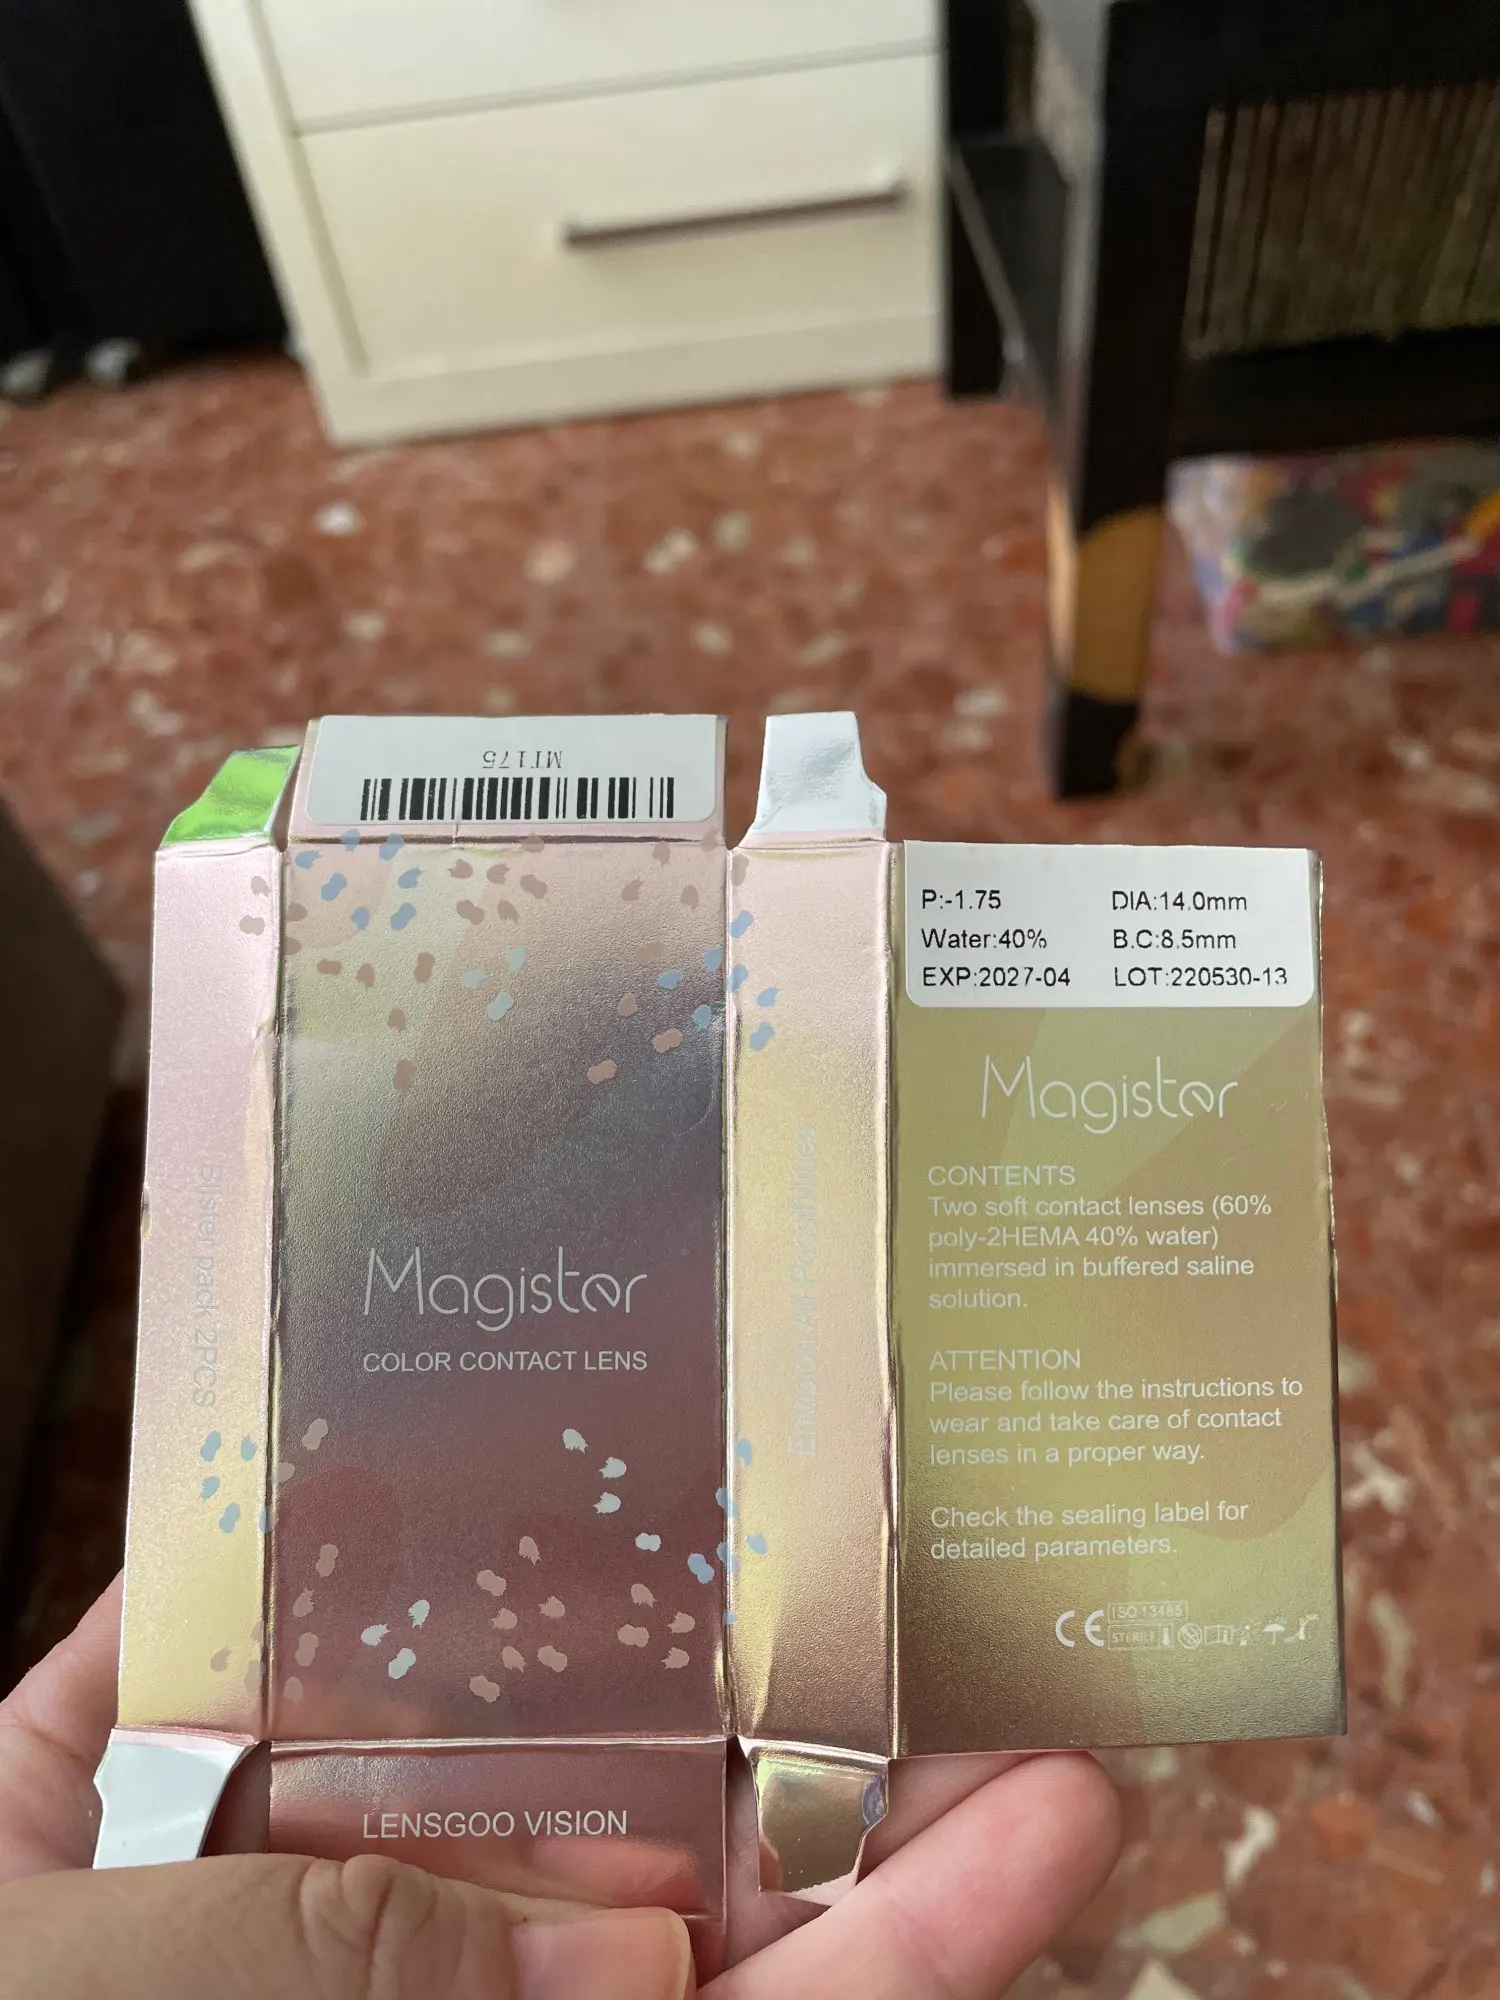 MT175
P:-1.75 DIA:14.0mm
Water:40% B.C:8.5mm
EXP:2027-04 LOT:220530-13
Magister
CONTENTS
Two soft contact lenses (60%
poly-2HEMA 40% water)
immersed in buffered saline
solution.
ATTENTION
Please follow the instructions to
wear and take care of contact
lenses in a proper way.
Check the sealing label for
detailed parameters.
CE
ISO 13485
STERILE
Magister
COLOR CONTACT LENS
Blister pack 2PCS
Envision All Possibilities
LENSGOO VISION